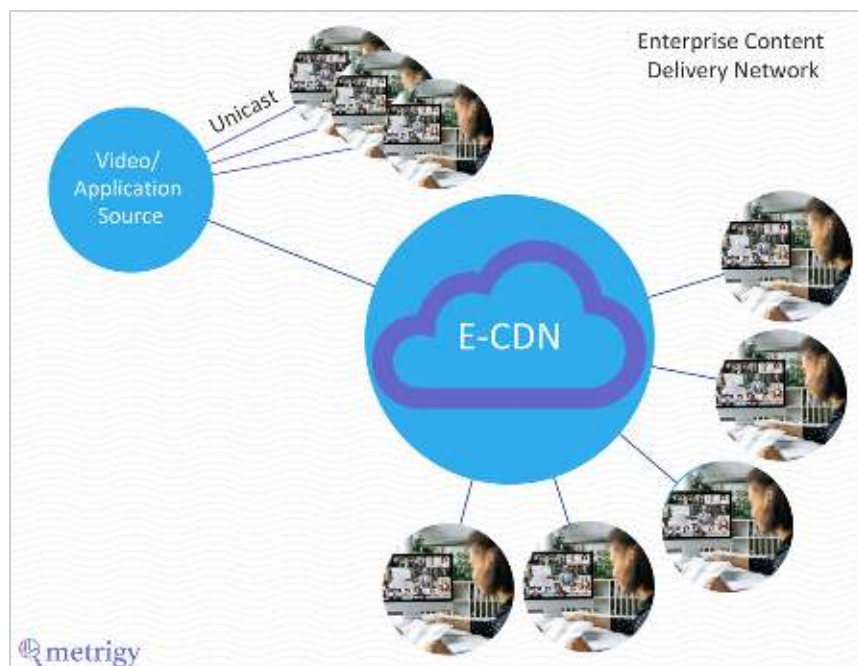 Enterprise Content
Delivery Network
Unicast
Video/
Application
Source
E-CDN
metrigy